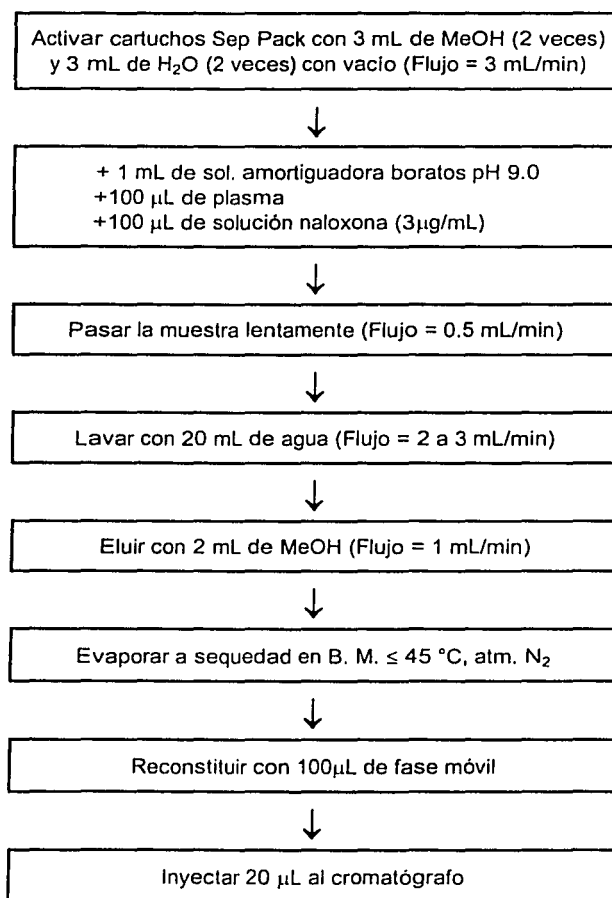 Activar cartuchos Sep Pack con 3 mL de MeOH (2 veces)
y 3 mL de H₂O (2 veces) con vacío (Flujo = 3 mL/min)
+ 1 mL de sol. amortiguadora boratos pH 9.0
+100 μL de plasma
+100 μL de solución naloxona (3μg/mL)
Pasar la muestra lentamente (Flujo = 0.5 mL/min)
Lavar con 20 mL de agua (Flujo = 2 a 3 mL/min)
Eluir con 2 mL de MeOH (Flujo = 1 mL/min)
Evaporar a sequedad en B. M. ≤ 45 °C, atm. N₂
Reconstituir con 100μL de fase móvil
Inyectar 20 μL al cromatógrafo